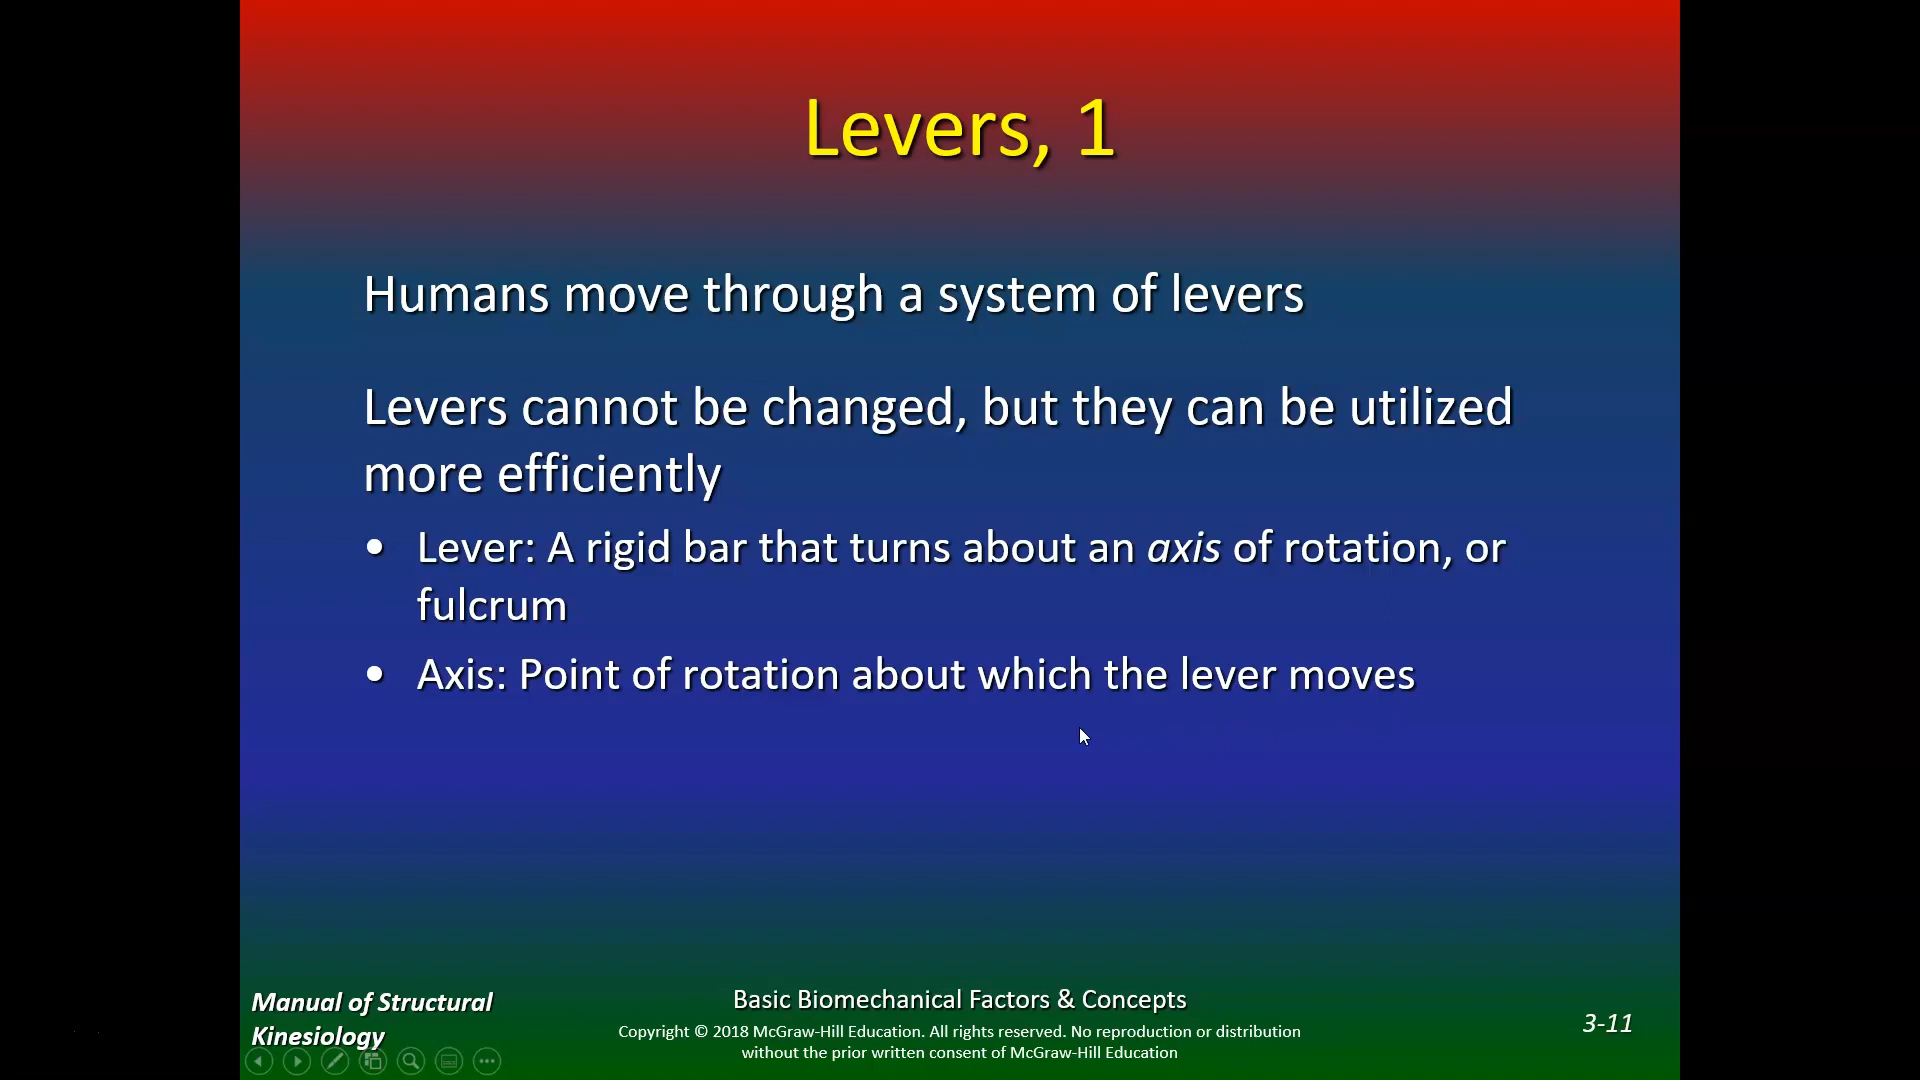 Levers, 1
Humans move through a system of levers
Levers cannot be changed, but they can be utilized
more efficiently
• Lever: A rigid bar that turns about an axis of rotation, or
fulcrum
• Axis: Point of rotation about which the lever moves
Manual of Structural
Kinesiology
Basic Biomechanical Factors & Concepts
Copyright © 2018 McGraw-Hill Education. All rights reserved. No reproduction or distribution
without the prior written consent of McGraw-Hill Education
3-11